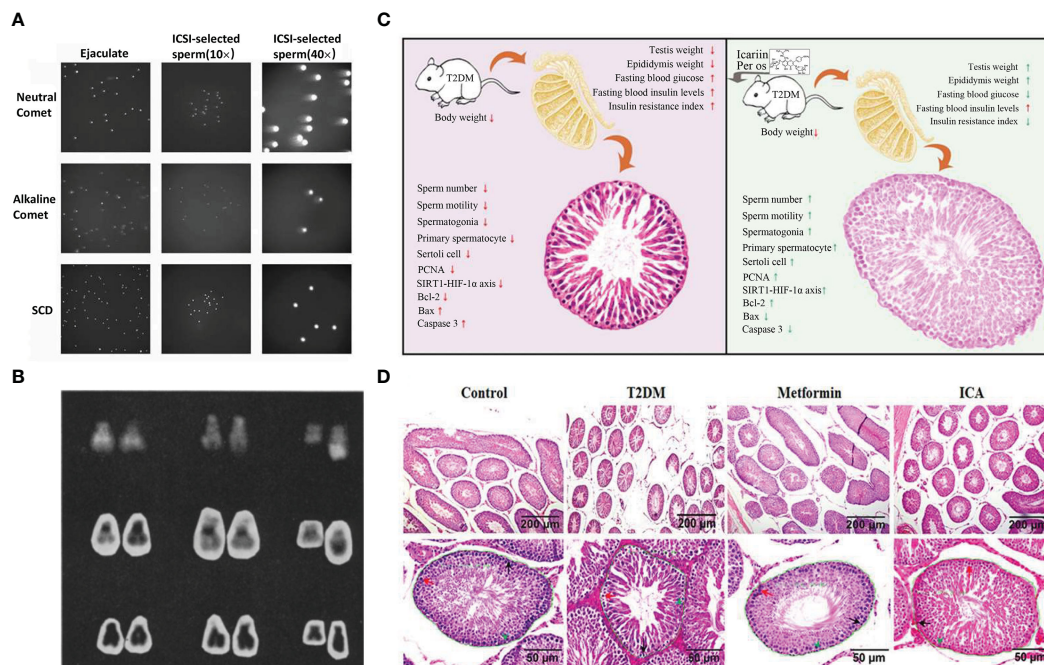 A
Ejaculate
ICSI-selected
sperm(10×)
ICSI-selected
sperm(40×)
Neutral
Comet
Alkaline
Comet
SCD
B
C
T2DM
Body weight ↓
Testis weight ↓
Epididymis weight ↓
Fasting blood giucose ↑
Fasting blood insulin levels ↑
Insulin resistance index ↑
Sperm number ↓
Sperm motility ↓
Spermatogonia ↓
Primary spermatocyte ↓
Sertoli cell ↓
PCNA ↓
SIRT1-HIF-1α axis ↓
Bcl-2 ↓
Bax ↑
Caspase 3 ↑
Icariin
Per os
T2DM
Body weight ↓
Testis weight ↑
Epididymis weight ↑
Fasting blood glucose ↓
Fasting blood insulin levels ↑
Insulin resistance index ↓
Sperm number ↑
Sperm motility ↑
Spermatogonia ↑
Primary spermatocyte ↑
Sertoli cell ↑
PCNA ↑
SIRT1-HIF-1α axis ↑
Bcl-2 ↑
Bax ↓
Caspase 3 ↓
D
Control
T2DM
Metformin
ICA
200 μm
200 μm
200 μm
200 μm
50 μm
50 μm
50 μm
50 μm